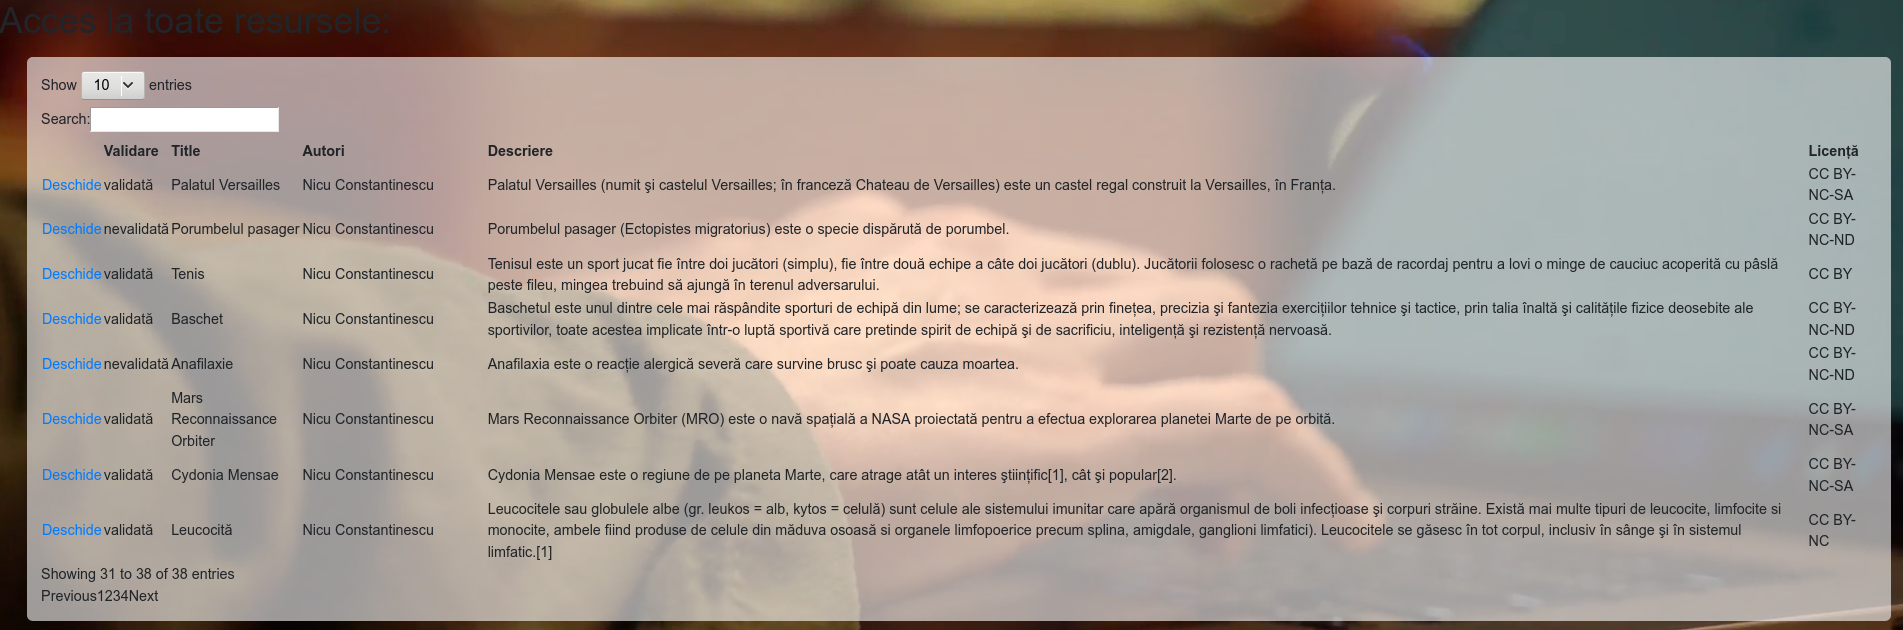 Acces la toate resursele:
Show 10 entries
Search:
Validare Title Autori Descriere Licență
Deschide validată Palatul Versailles Nicu Constantinescu Palatul Versailles (numit şi castelul Versailles; în franceză Chateau de Versailles) este un castel regal construit la Versailles, în Franţa. CC BY-
NC-SA
Deschide nevalidată Porumbelul pasager Nicu Constantinescu Porumbelul pasager (Ectopistes migratorius) este o specie dispărută de porumbel. CC BY-
NC-ND
Deschide validată Tenis Nicu Constantinescu Tenisul este un sport jucat fie între doi jucători (simplu), fie între două echipe a câte doi jucători (dublu). Jucătorii folosesc o rachetă pe bază de racordaj pentru a lovi o minge de cauciuc acoperită cu pâslă CC BY
peste fileu, mingea trebuind să ajungă în terenul adversarului.
Deschide validată Baschet Nicu Constantinescu Baschetul este unul dintre cele mai răspândite sporturi de echipă din lume; se caracterizează prin fineţea, precizia şi fantezia exerciţiilor tehnice şi tactice, prin talia înaltă şi calităţile fizice deosebite ale CC BY-
sportivilor, toate acestea implicate într-o luptă sportivă care pretinde spirit de echipă şi de sacrificiu, inteligenţă şi rezistenţă nervoasă. NC-ND
Deschide nevalidată Anafilaxie Nicu Constantinescu Anafilaxia este o reacţie alergică severă care survine brusc şi poate cauza moartea. CC BY-
NC-ND
Mars
Reconnaissance
Orbiter
Deschide validată Nicu Constantinescu Mars Reconnaissance Orbiter (MRO) este o navă spaţială a NASA proiectată pentru a efectua explorarea planetei Marte de pe orbită. CC BY-
NC-SA
Deschide validată Cydonia Mensae Nicu Constantinescu Cydonia Mensae este o regiune de pe planeta Marte, care atrage atât un interes ştiinţific[1], cât şi popular[2]. CC BY-
NC-SA
Deschide validată Leucocită Nicu Constantinescu Leucocitele sau globulele albe (gr. leukos = alb, kytos = celulă) sunt celule ale sistemului imunitar care apără organismul de boli infecţioase şi corpuri străine. Există mai multe tipuri de leucocite, limfocite si
monocite, ambele fiind produse de celule din măduva osoasă si organele limfopoerice precum splina, amigdale, ganglioni limfatici). Leucocitele se găsesc în tot corpul, inclusiv în sânge şi în sistemul CC BY-
limfatic.[1] NC
Showing 31 to 38 of 38 entries
Previous1234Next